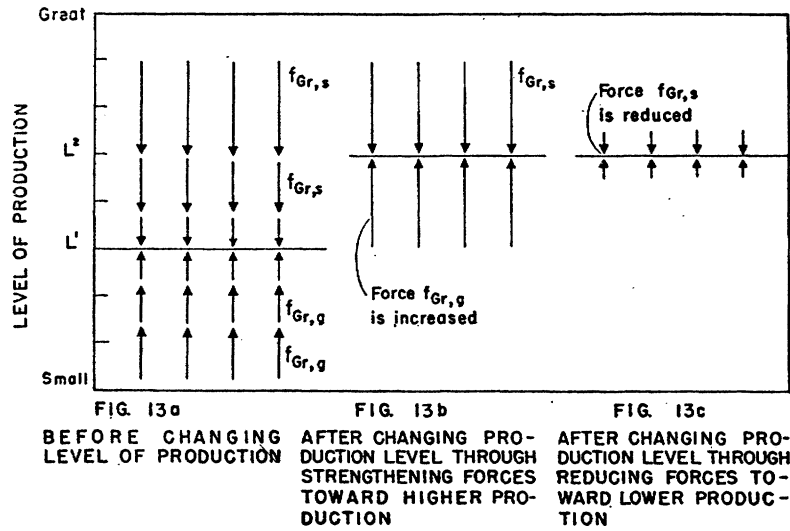 Great
L²
L¹
Small
LEVEL OF PRODUCTION
fGr,s
fGr,s
fGr,g
fGr,g
fGr,s
Force fGr,g
is increased
Force fGr,s
is reduced
FIG. 13a
BEFORE CHANGING
LEVEL OF PRODUCTION
FIG. 13b
AFTER CHANGING PRO-
DUCTION LEVEL THROUGH
STRENGTHENING FORCES
TOWARD HIGHER PRO-
DUCTION
FIG. 13c
AFTER CHANGING PRO-
DUCTION LEVEL THROUGH
REDUCING FORCES TO-
WARD LOWER PRODUC-
TION